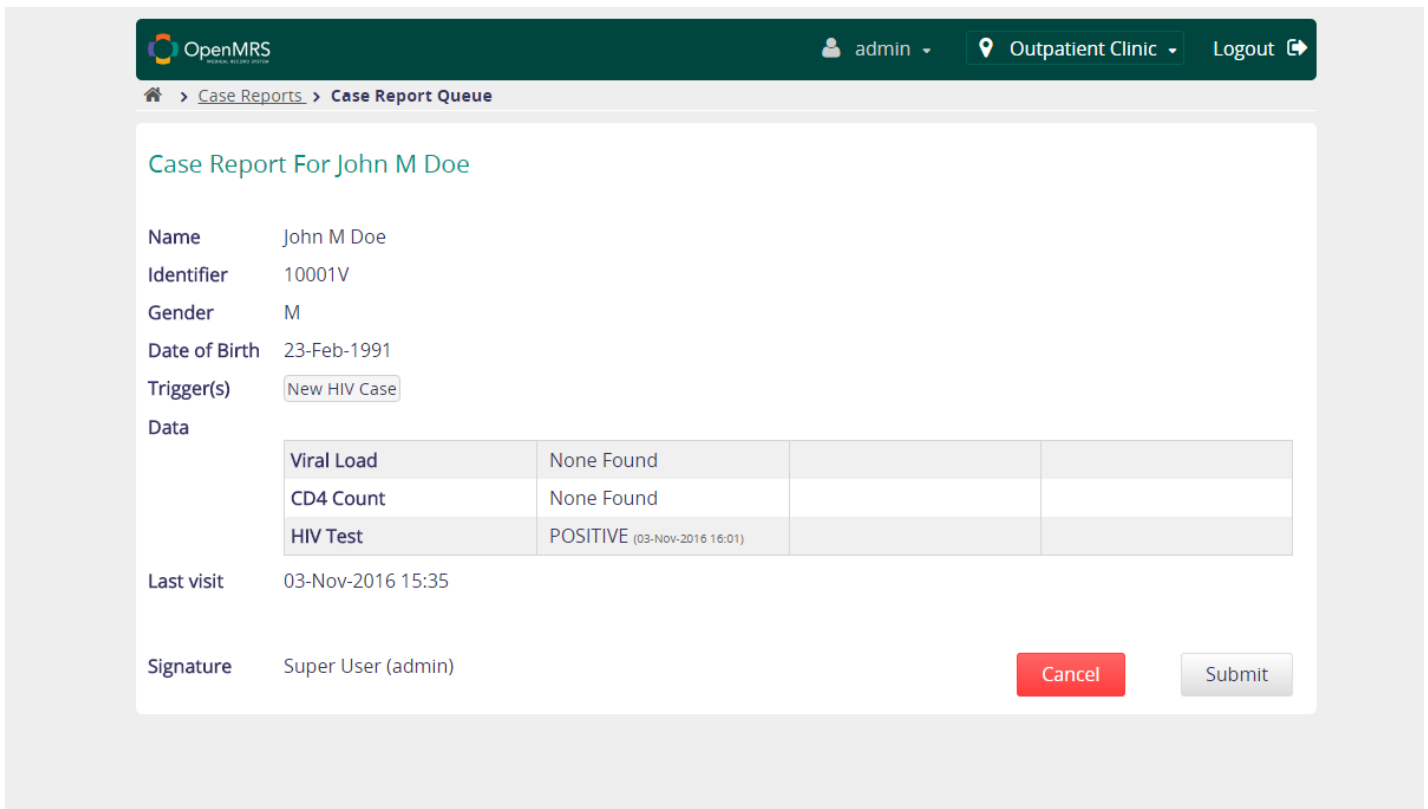 OpenMRS
MEDICAL RECORD SYSTEM
admin
Outpatient Clinic
Logout
> Case Reports > Case Report Queue
Case Report For John M Doe
Name John M Doe
Identifier 10001V
Gender M
Date of Birth 23-Feb-1991
Trigger(s) New HIV Case
Data
Viral Load None Found
CD4 Count None Found
HIV Test POSITIVE (03-Nov-2016 16:01)
Last visit 03-Nov-2016 15:35
Signature Super User (admin)
Cancel
Submit